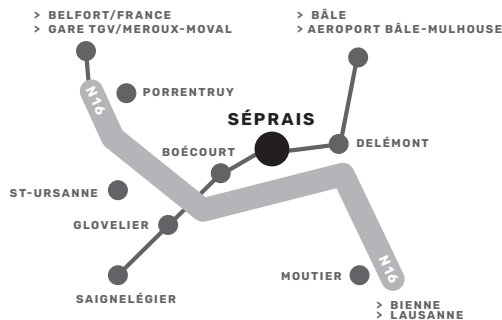 > BELFORT/FRANCE
> GARE TGV/MEROUX-MOVAL
> BÂLE
> AEROPORT BÂLE-MULHOUSE
N16
PORRENTRUY
SÉPRAIS
BOÉCOURT
DELÉMONT
ST-URSANNE
GLOVELIER
MOUTIER
N16
SAIGNELÉGIER
> BIENNE
> LAUSANNE